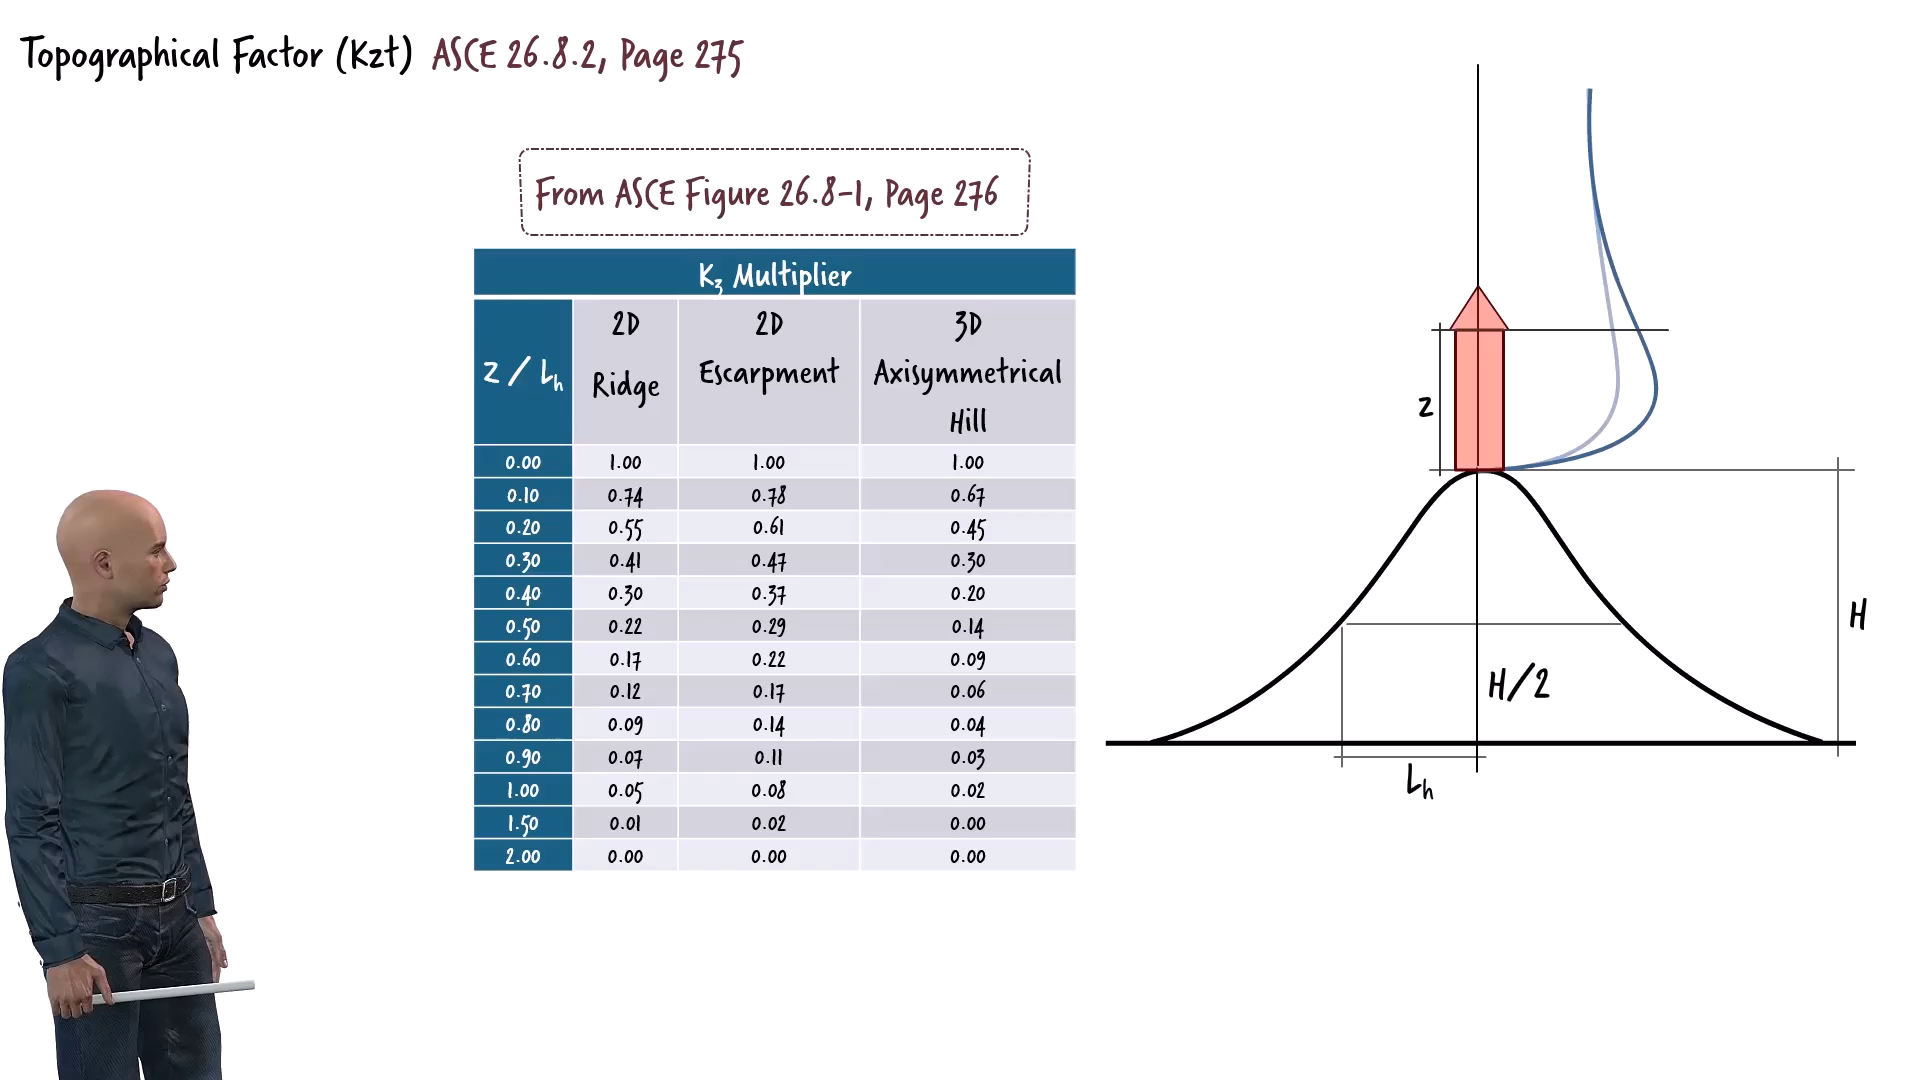 Topographical Factor (Kzt) ASCE 26.8.2, Page 275
From ASCE Figure 26.8-1, Page 276
K3 Multiplier
z / Lh
2D Ridge
2D Escarpment
3D Axisymmetrical Hill
0.00 1.00 1.00 1.00
0.10 0.74 0.78 0.67
0.20 0.55 0.61 0.45
0.30 0.41 0.47 0.30
0.40 0.30 0.37 0.20
0.50 0.22 0.29 0.14
0.60 0.17 0.22 0.09
0.70 0.12 0.17 0.06
0.80 0.09 0.14 0.04
0.90 0.07 0.11 0.03
1.00 0.05 0.08 0.02
1.50 0.01 0.02 0.00
2.00 0.00 0.00 0.00
z
H
H/2
Lh